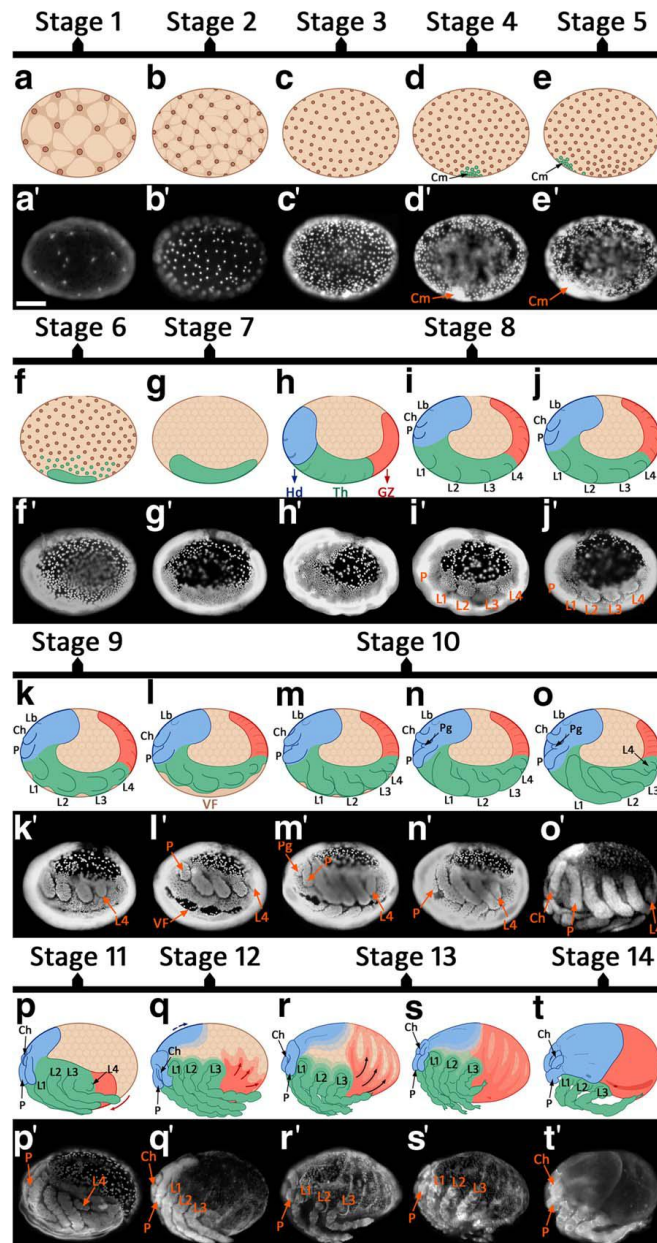 Stage 1 Stage 2 Stage 3 Stage 4 Stage 5
a b c d e
Cm Cm
a' b' c' d' e'
Cm Cm
Stage 6 Stage 7 Stage 8
f g h i j
Lb Ch P L1 L2 L3 L4 Lb Ch P L1 L2 L3 L4
Hd Th GZ
f' g' h' i' j'
P L1 L2 L3 L4 P L1 L2 L3 L4
Stage 9 Stage 10
k l m n o
Lb Ch P L1 L2 L3 L4 Lb Ch P VF Lb Ch P L1 L2 L3 L4 Lb Ch P Pg L1 L2 L3 L4 Lb Ch P Pg L1 L2 L3 L4
k' l' m' n' o'
L4 P VF L4 Pg P L4 P L4 Ch P L4
Stage 11 Stage 12 Stage 13 Stage 14
p q r s t
Ch P L1 L2 L3 L4 Ch P L1 L2 L3 Ch P L1 L2 L3 Ch P L1 L2 L3 Ch P L1 L2 L3
p' q' r' s' t'
P L4 Ch P L1 L2 L3 P L1 L2 L3 P L1 L2 L3 Ch P